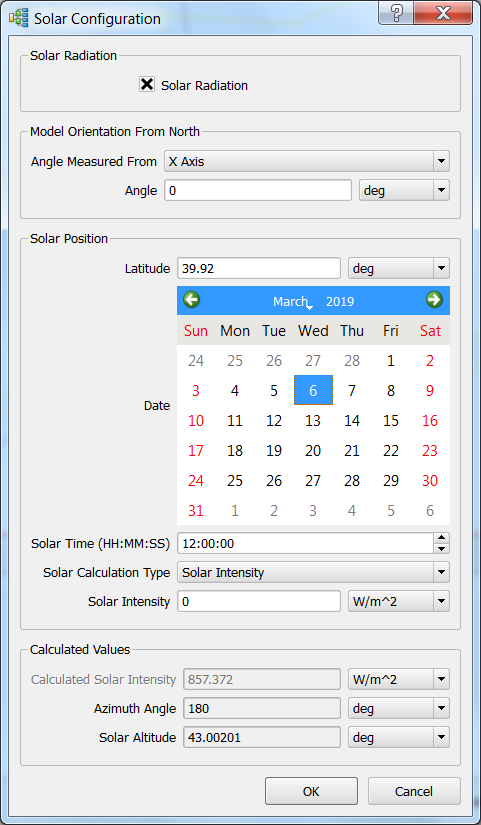 Solar Configuration
Solar Radiation
Solar Radiation
Model Orientation From North
Angle Measured From X Axis
Angle 0 deg
Solar Position
Latitude 39.92 deg
March 2019
Sun Mon Tue Wed Thu Fri Sat
24 25 26 27 28 1 2
3 4 5 6 7 8 9
Date
10 11 12 13 14 15 16
17 18 19 20 21 22 23
24 25 26 27 28 29 30
31 1 2 3 4 5 6
Solar Time (HH:MM:SS) 12:00:00
Solar Calculation Type Solar Intensity
Solar Intensity 0 W/m^2
Calculated Values
Calculated Solar Intensity 857.372 W/m^2
Azimuth Angle 180 deg
Solar Altitude 43.00201 deg
OK Cancel